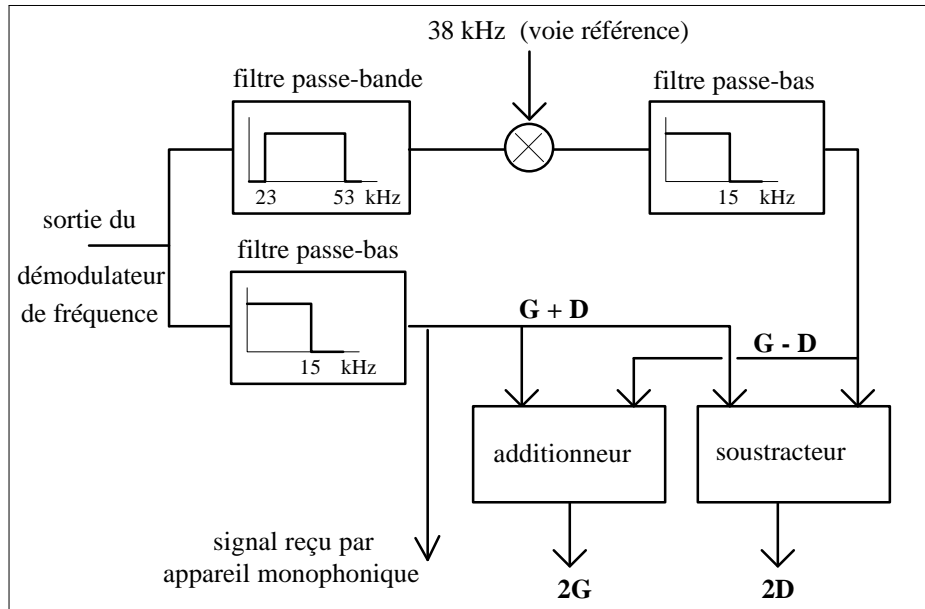 38 kHz (voie référence)
filtre passe-bande
filtre passe-bas
23 53 kHz
15 kHz
sortie du
démodulateur
de fréquence
filtre passe-bas
15 kHz
G + D
G - D
additionneur
soustracteur
signal reçu par
appareil monophonique
2G
2D